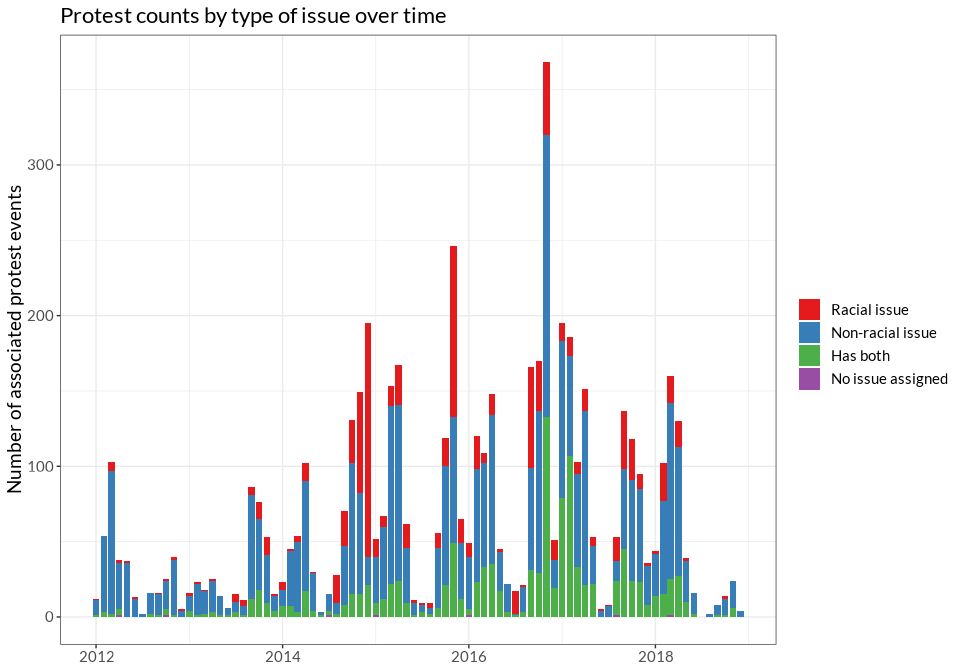 Protest counts by type of issue over time
Number of associated protest events
300
200
100
0
2012
2014
2016
2018
Racial issue
Non-racial issue
Has both
No issue assigned